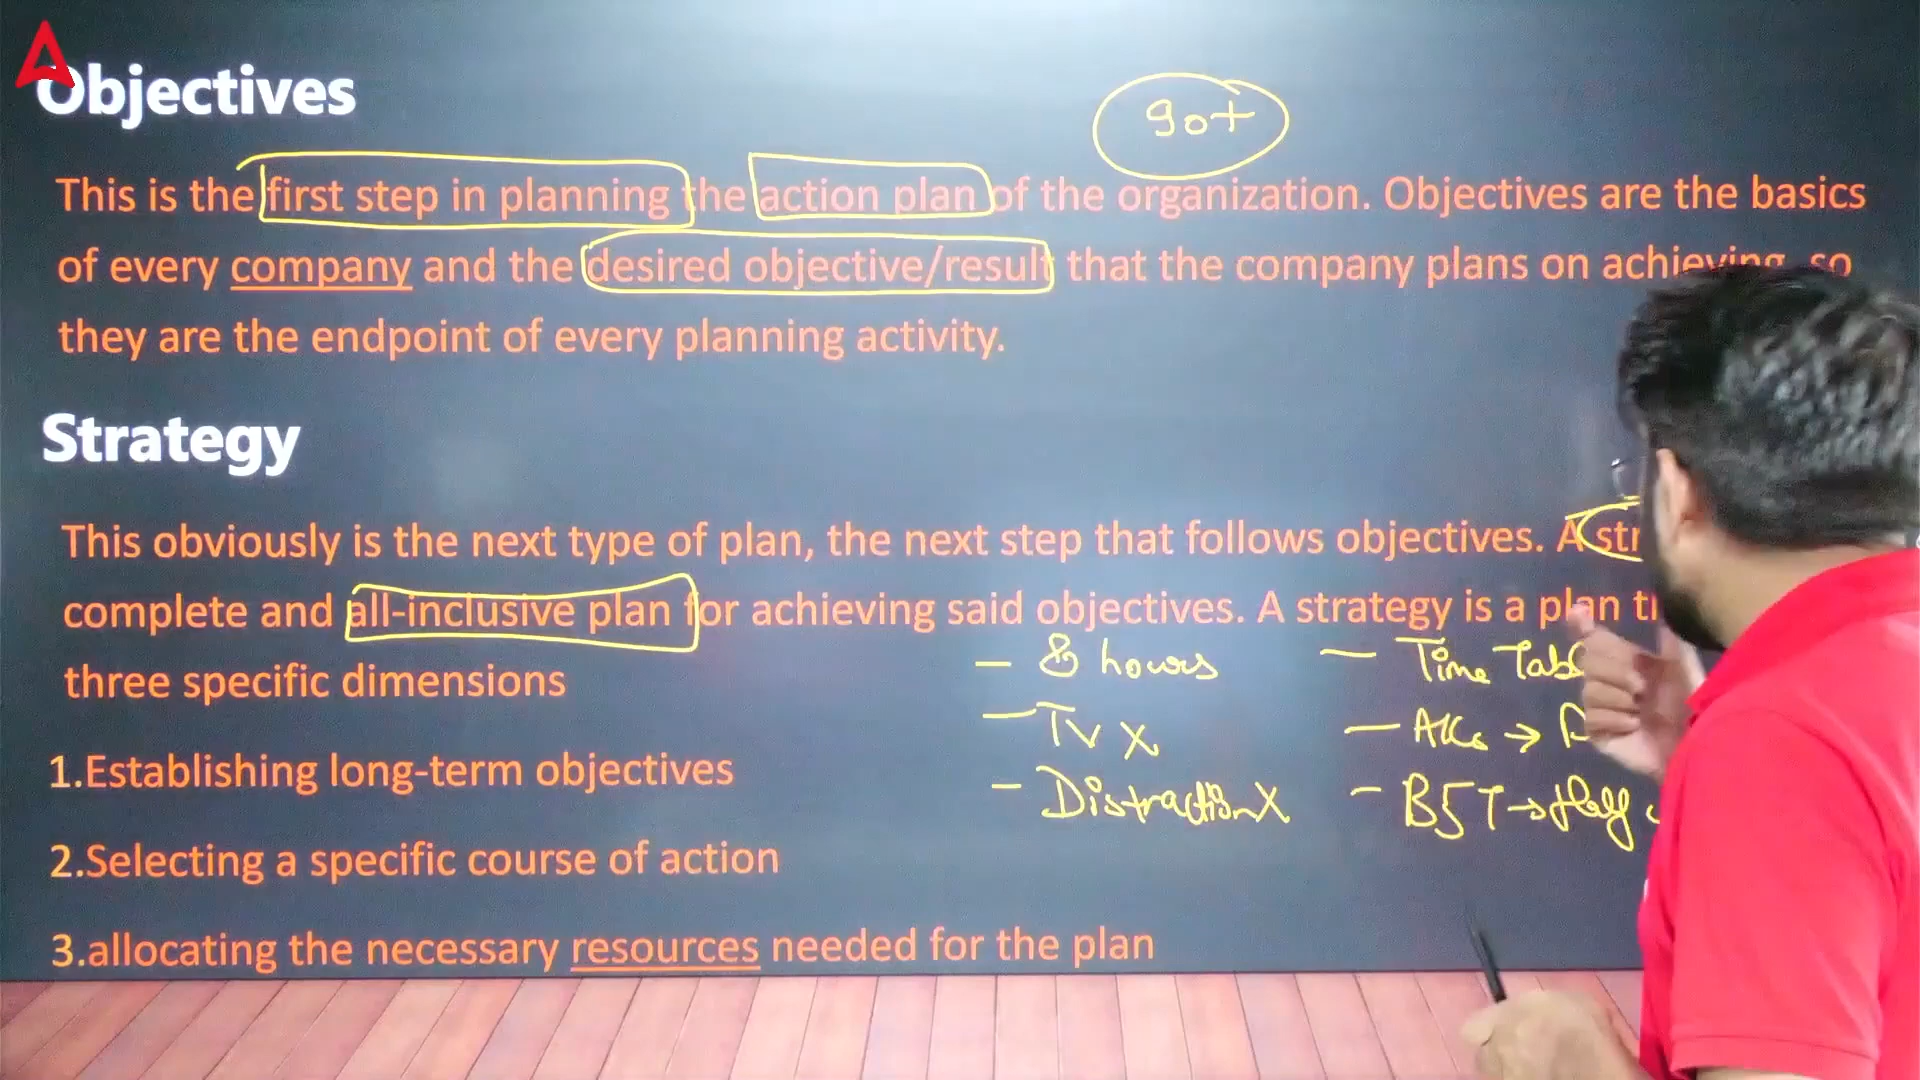 Objectives
90+
This is the first step in planning the action plan of the organization. Objectives are the basics
of every company and the desired objective/result that the company plans on achieving, so
they are the endpoint of every planning activity.
Strategy
This obviously is the next type of plan, the next step that follows objectives. A
complete and all-inclusive plan for achieving said objectives. A strategy is a plan
three specific dimensions
- 8 hours
- Time
- TV X
- Distraction X
1.Establishing long-term objectives
2.Selecting a specific course of action
3.allocating the necessary resources needed for the plan